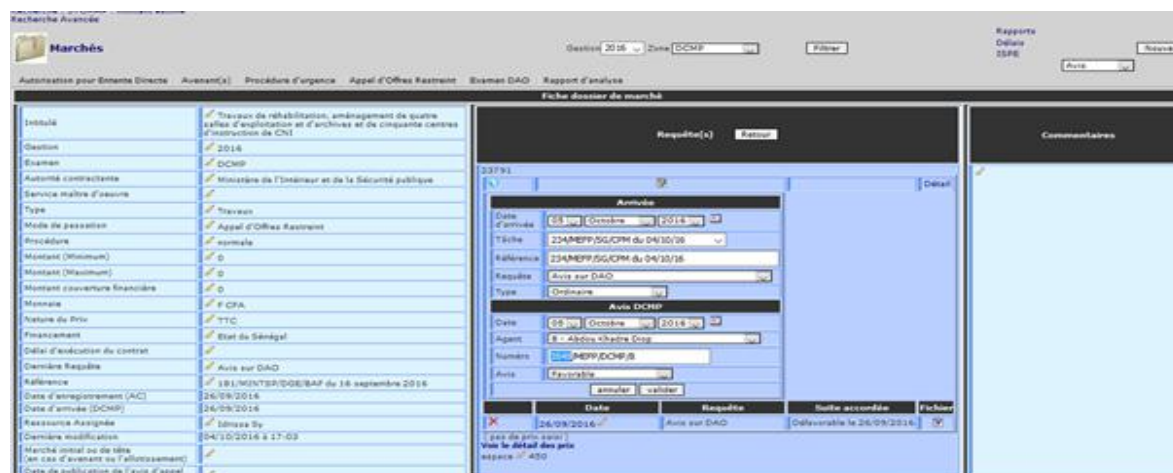 Recherche Avancée
Marchés
Gestion 2016 Zone DCMP Filtrer
Rapports
Délais
ISPE
Avis
Autorisation pour Entente Directe Avenant(s) Procédure d'urgence Appel d'Offres Restreint Examen DAO Rapport d'analyse
Fiche dossier de marché
Intitulé
Travaux de réhabilitation, aménagement de quatre
salles d'exploitation et d'archives et de cinquante centres
d'instruction de CNI
Gestion 2016
Examen DCMP
Autorité contractante Ministère de l'Intérieur et de la Sécurité publique
Service maître d'oeuvre
Type Travaux
Mode de passation Appel d'Offres Restreint
Procédure normale
Montant (Minimum) 0
Montant (Maximum) 0
Montant couverture financière 0
Monnaie F CFA
Nature du Prix TTC
Financement Etat du Sénégal
Délai d'exécution du contrat
Dernière Requête Avis sur DAO
Référence 181/MINTSP/DGE/BAF du 16 septembre 2016
Date d'enregistrement (AC) 26/09/2016
Date d'arrivée (DCMP) 26/09/2016
Ressource Assignée Idrissa Sy
Dernière modification 04/10/2016 à 17:03
Marché initial ou de tête
(en cas d'avenant ou l'allotissement)
Date de publication de l'avis d'appel
Requête(s) Retour
33791
Détail
Arrivée
Date
d'arrivée 05 Octobre 2016
Tâche 234/MEFP/SG/CPM du 04/10/16
Référence 234/MEFP/SG/CPM du 04/10/16
Requête Avis sur DAO
Type Ordinaire
Avis DCMP
Date 05 Octobre 2016
Agent 8 - Abdou Khadre Diop
Numéro /MEFP/DCMP/8
Avis Favorable
annuler valider
Date Requête Suite accordée Fichier
26/09/2016 Avis sur DAO Défavorable le 26/09/2016
[ pas de prix saisi ]
Voir le détail des prix
espace 450
Commentaires